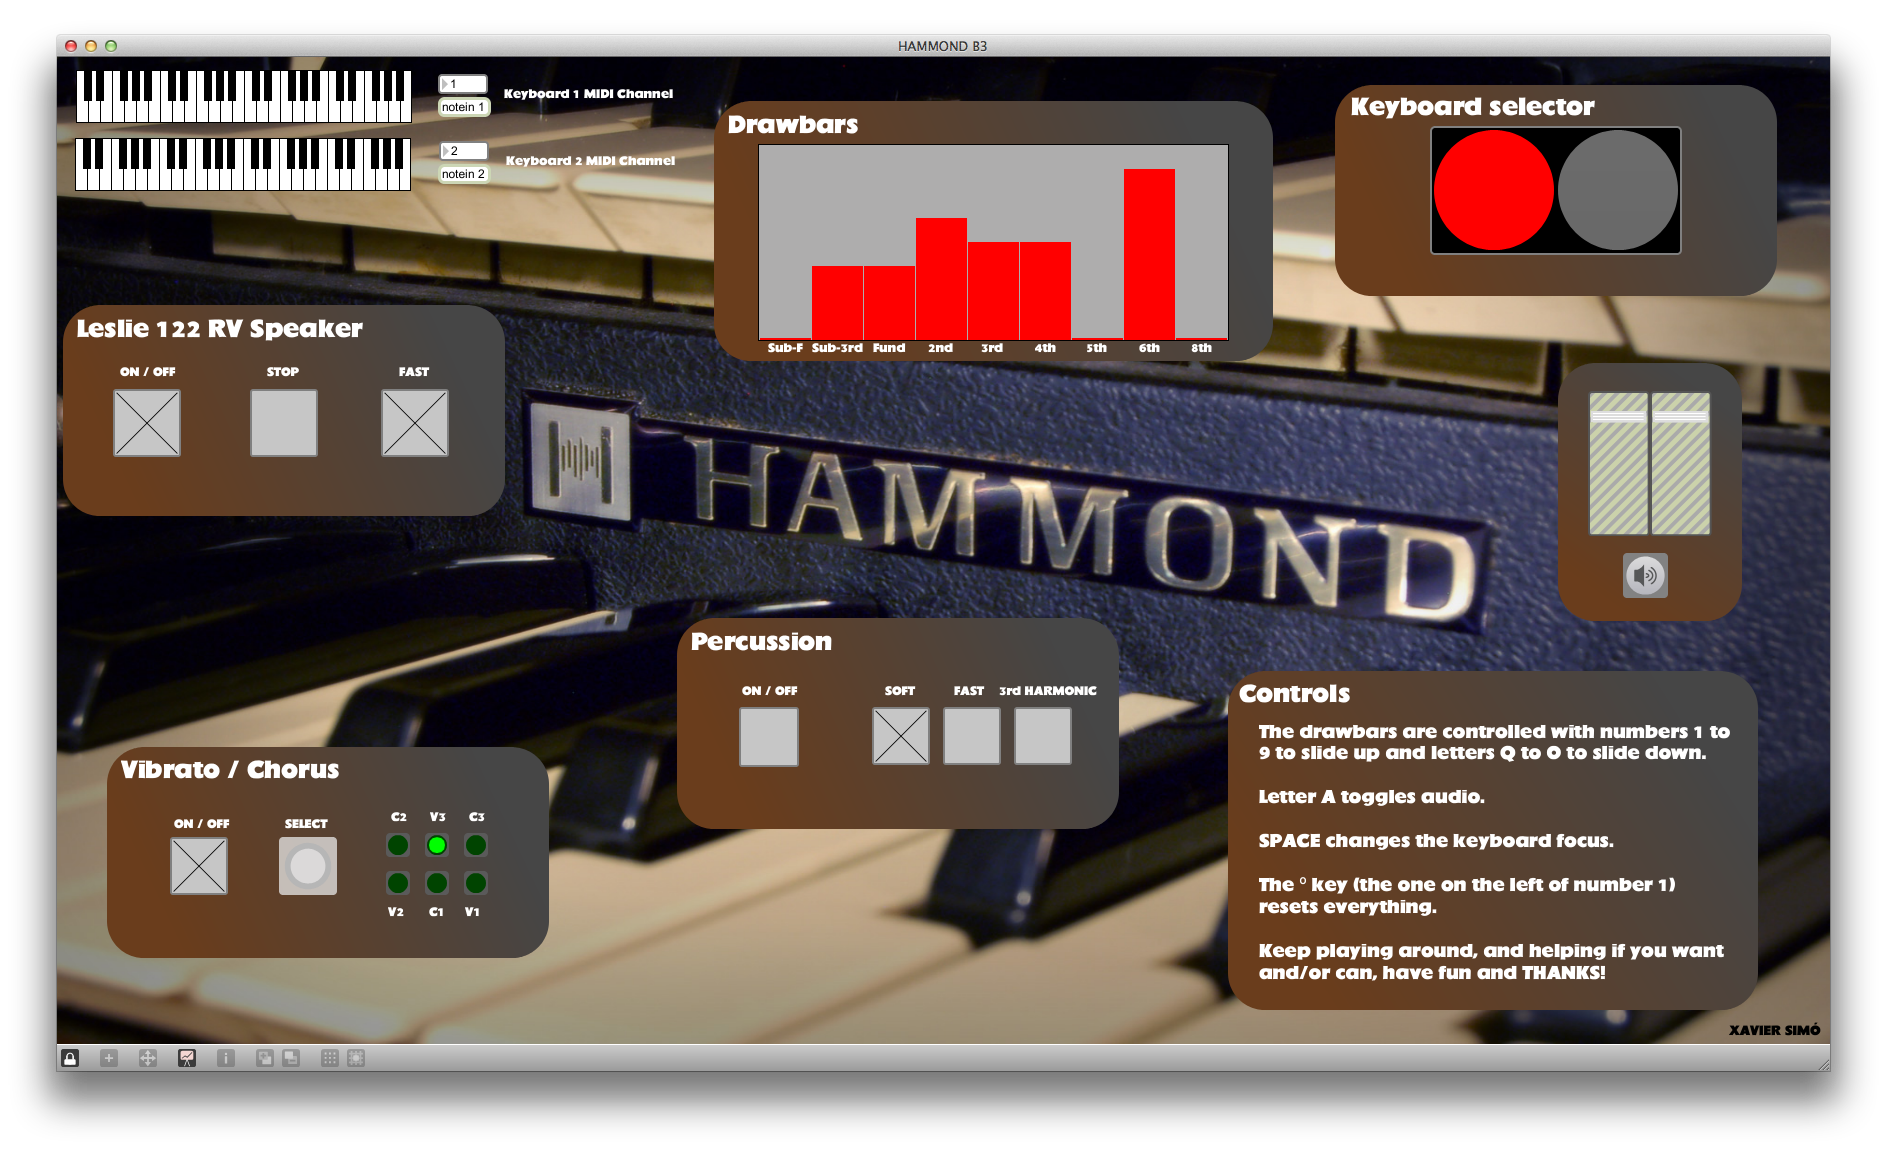 HAMMOND B3
1
notein 1
Keyboard 1 MIDI Channel
2
notein 2
Keyboard 2 MIDI Channel
Drawbars
Sub-F Sub-3rd Fund 2nd 3rd 4th 5th 6th 8th
Keyboard selector
Leslie 122 RV Speaker
ON / OFF STOP FAST
HAMMOND
Percussion
ON / OFF SOFT FAST 3rd HARMONIC
Vibrato / Chorus
ON / OFF SELECT
C2 V3 C3
V2 C1 V1
Controls
The drawbars are controlled with numbers 1 to
9 to slide up and letters Q to O to slide down.
Letter A toggles audio.
SPACE changes the keyboard focus.
The º key (the one on the left of number 1)
resets everything.
Keep playing around, and helping if you want
and/or can, have fun and THANKS!
XAVIER SIMÓ